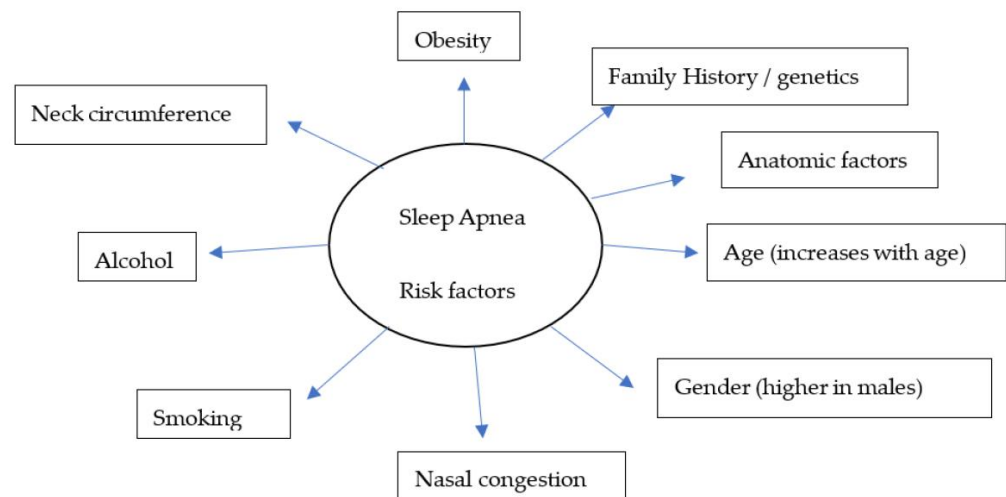 Obesity
Family History / genetics
Neck circumference
Anatomic factors
Sleep Apnea
Risk factors
Alcohol
Age (increases with age)
Gender (higher in males)
Smoking
Nasal congestion